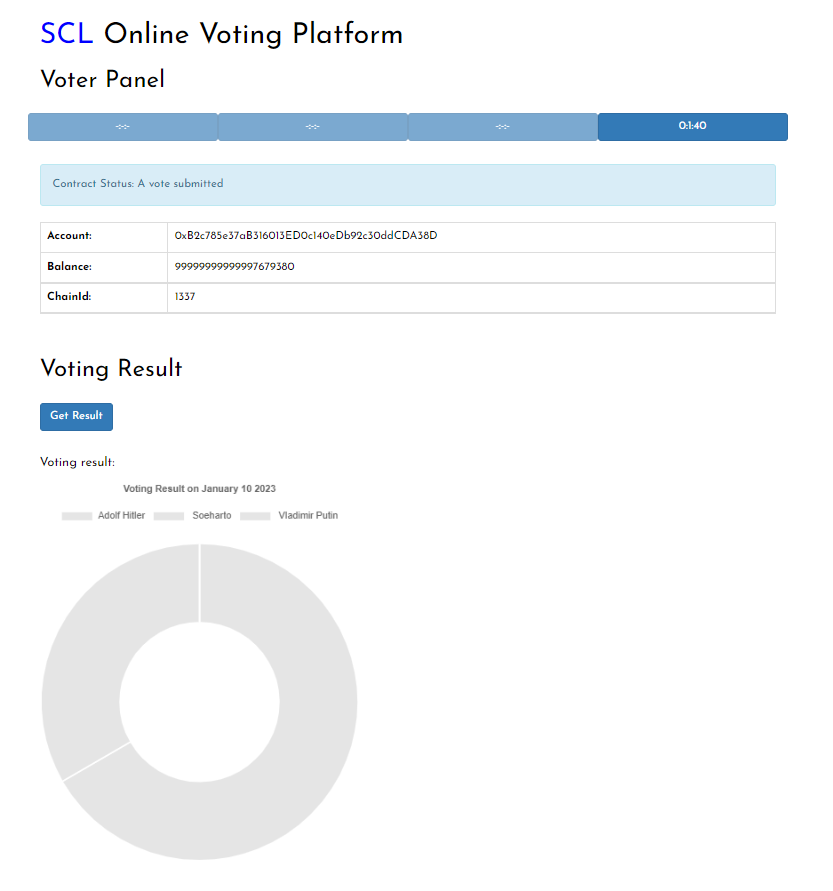 SCL Online Voting Platform
Voter Panel
-:-:- -:-:- -:-:- 0:1:40
Contract Status: A vote submitted
Account: 0xB2c785e37aB316013ED0c140eDb92c30ddCDA38D
Balance: 99999999999997679380
ChainId: 1337
Voting Result
Get Result
Voting result:
Voting Result on January 10 2023
Adolf Hitler Soeharto Vladimir Putin